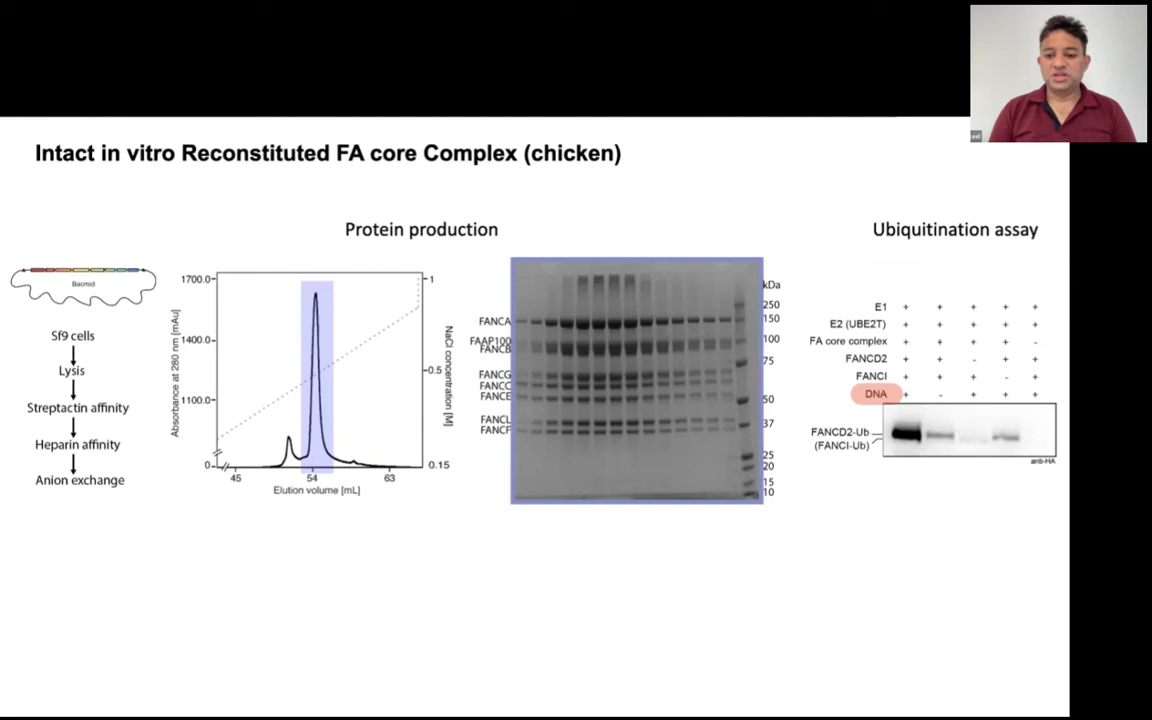 Intact in vitro Reconstituted FA core Complex (chicken)
Protein production
Ubiquitination assay
Bacmid
Sf9 cells
Lysis
Streptactin affinity
Heparin affinity
Anion exchange
Absorbance at 280 nm [mAu]
1700.0
1400.0
1100.0
0
45
54
63
Elution volume [mL]
1
0.5
0.15
NaCl concentration [M]
FANCA
FAAP100
FANCB
FANCG
FANCC
FANCE
FANCL
FANCF
kDa
250
150
100
75
50
37
25
20
15
10
E1 + + + + +
E2 (UBE2T) + + + + +
FA core complex + + + + -
FANCD2 + + - + +
FANCI + + + - +
DNA + - + + +
FANCD2-Ub
(FANCI-Ub)
anti-HA